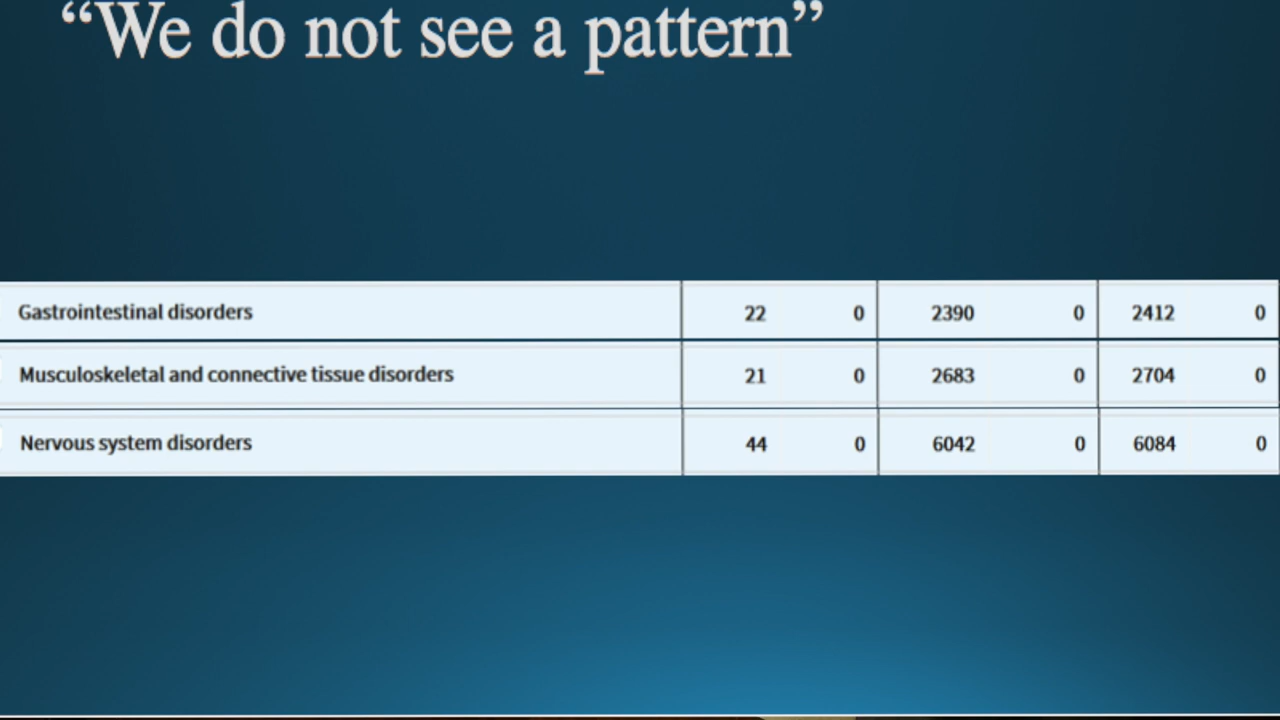 “We do not see a pattern”
Gastrointestinal disorders 22 0 2390 0 2412 0
Musculoskeletal and connective tissue disorders 21 0 2683 0 2704 0
Nervous system disorders 44 0 6042 0 6084 0